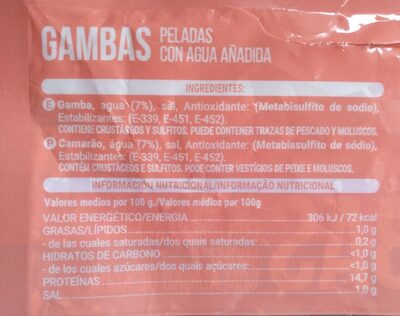 GAMBAS PELADAS
CON AGUA AÑADIDA
INGREDIENTES:
E Gamba, agua (7%), sal, Antioxidante: (Metabisulfito de sodio),
Estabilizantes: (E-339, E-451, E-452).
CONTIENE CRUSTÁCEOS Y SULFITOS. PUEDE CONTENER TRAZAS DE PESCADO Y MOLUSCOS.
P Camarão, água (7%), sal, Antioxidante: (Metabissulfito de sódio),
Estabilizantes: (E-339, E-451, E-452).
CONTÉM CRUSTÁCEOS E SULFITOS. PODE CONTER VESTÍGIOS DE PEIXE E MOLUSCOS.
INFORMACIÓN NUTRICIONAL/INFORMAÇÃO NUTRICIONAL
Valores medios por 100 g./Valores médios por 100g
VALOR ENERGÉTICO/ENERGIA 306 kJ / 72 kcal
GRASAS/LÍPIDOS 1,0 g
- de las cuales saturadas/dos quais saturadas: 0,2 g
HIDRATOS DE CARBONO <1,0 g
- de los cuales azúcares/dos quais açúcares: <1,0 g
PROTEÍNAS 14,7 g
SAL 1,0 g